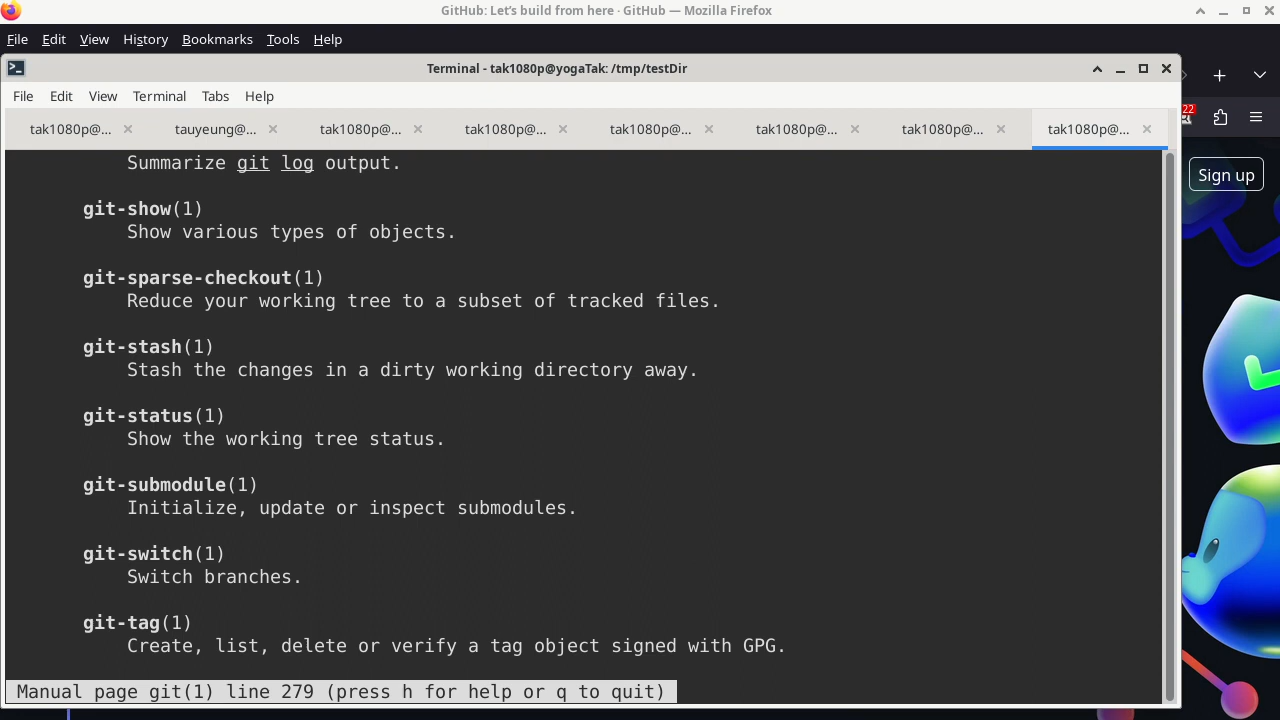 GitHub: Let's build from here · GitHub — Mozilla Firefox
File Edit View History Bookmarks Tools Help
Terminal - tak1080p@yogaTak: /tmp/testDir
File Edit View Terminal Tabs Help
tak1080p@... tauyeung@... tak1080p@... tak1080p@... tak1080p@... tak1080p@... tak1080p@... tak1080p@...
22
Sign up
Summarize git log output.
git-show(1)
Show various types of objects.
git-sparse-checkout(1)
Reduce your working tree to a subset of tracked files.
git-stash(1)
Stash the changes in a dirty working directory away.
git-status(1)
Show the working tree status.
git-submodule(1)
Initialize, update or inspect submodules.
git-switch(1)
Switch branches.
git-tag(1)
Create, list, delete or verify a tag object signed with GPG.
Manual page git(1) line 279 (press h for help or q to quit)